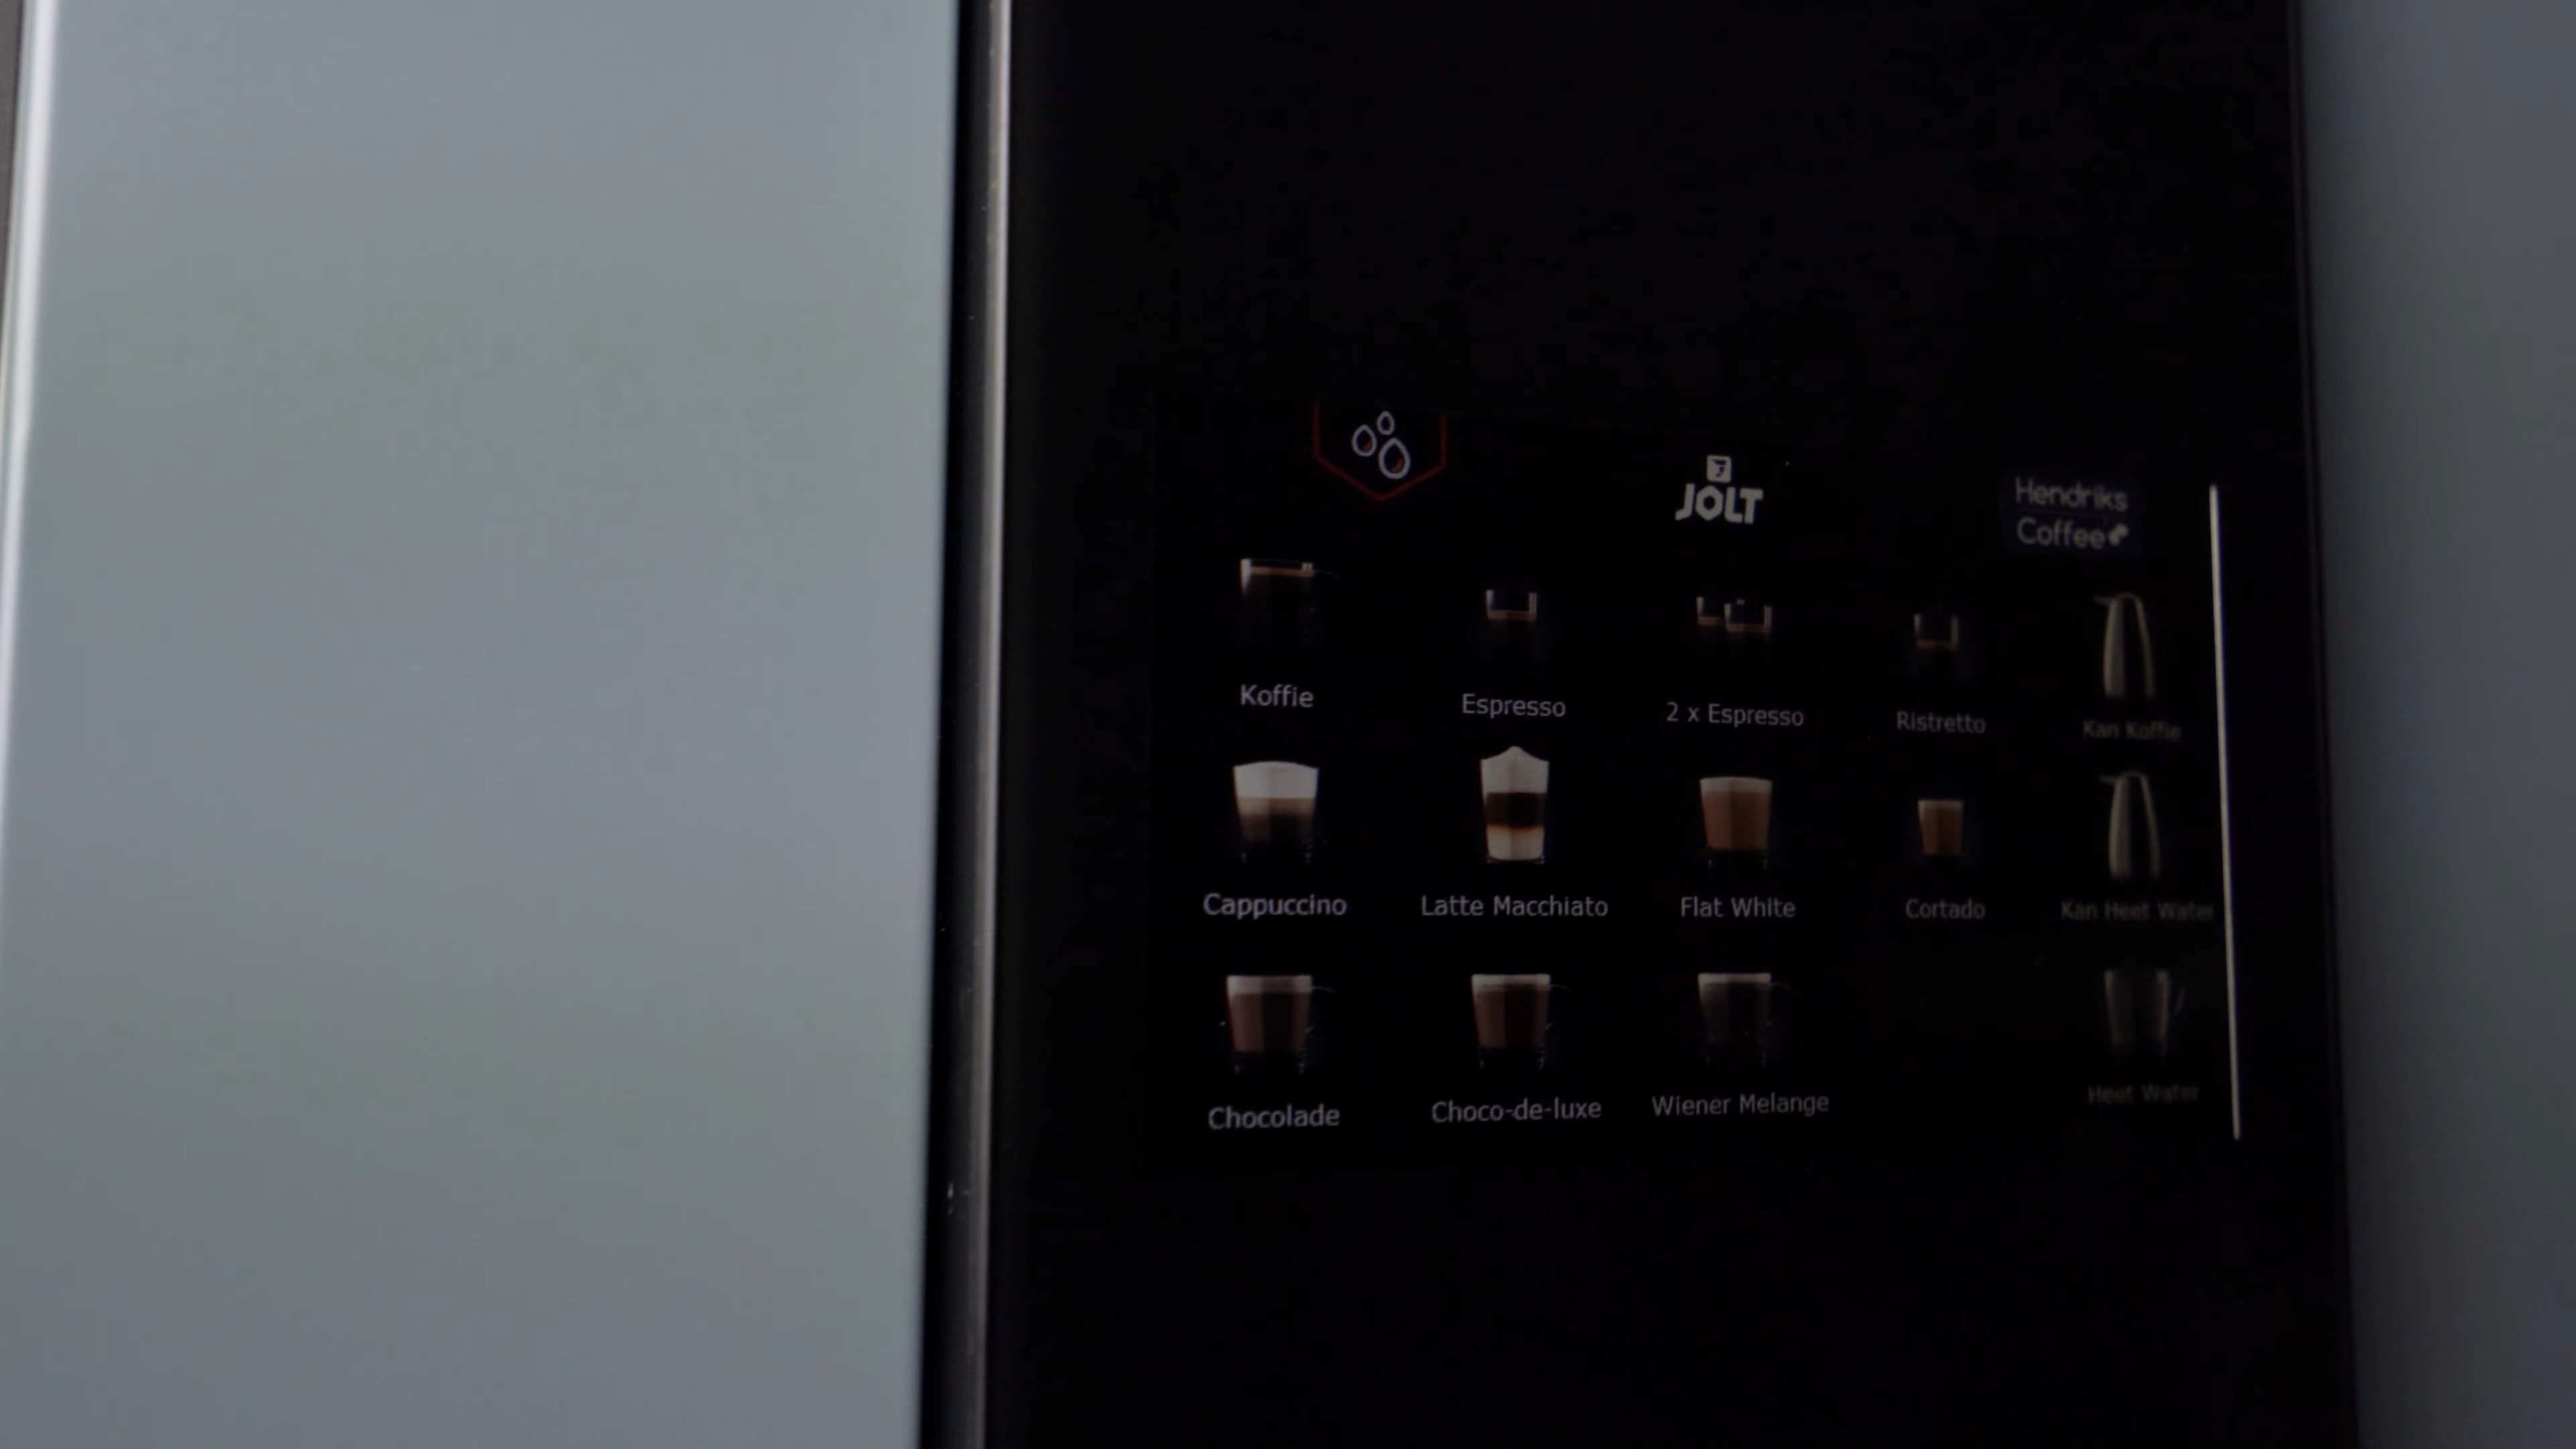 JOLT
Hendriks
Coffee
Koffie
Espresso
2 x Espresso
Ristretto
Kan Koffie
Cappuccino
Latte Macchiato
Flat White
Cortado
Kan Heet Water
Chocolade
Choco-de-luxe
Wiener Melange
Heet Water